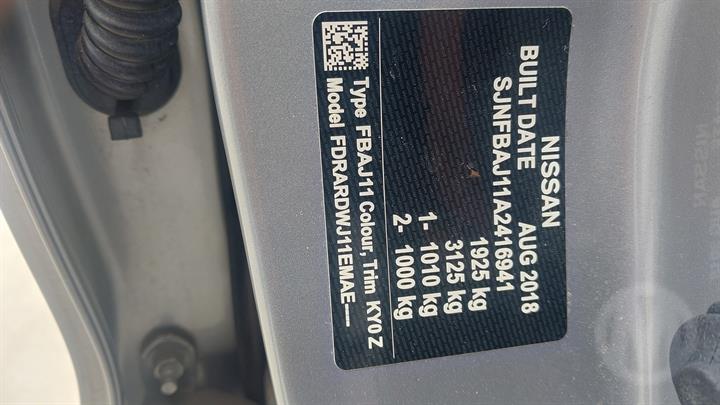 NISSAN
BUILT DATE AUG 2018
SJNFBAJ11A2416941
1925 kg
3125 kg
1- 1010 kg
2- 1000 kg
Type FBAJ11 Colour, Trim KY0 Z
Model FDRARDWJ11EMAE----